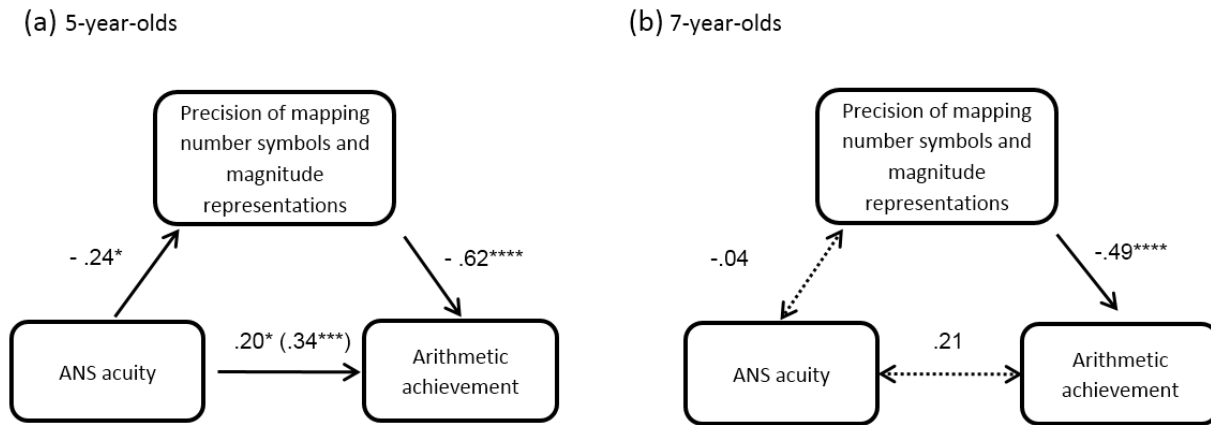 (a) 5-year-olds
Precision of mapping
number symbols and
magnitude
representations
- .24*
- .62****
.20* (.34***)
ANS acuity
Arithmetic
achievement
(b) 7-year-olds
Precision of mapping
number symbols and
magnitude
representations
-.04
-.49****
.21
ANS acuity
Arithmetic
achievement